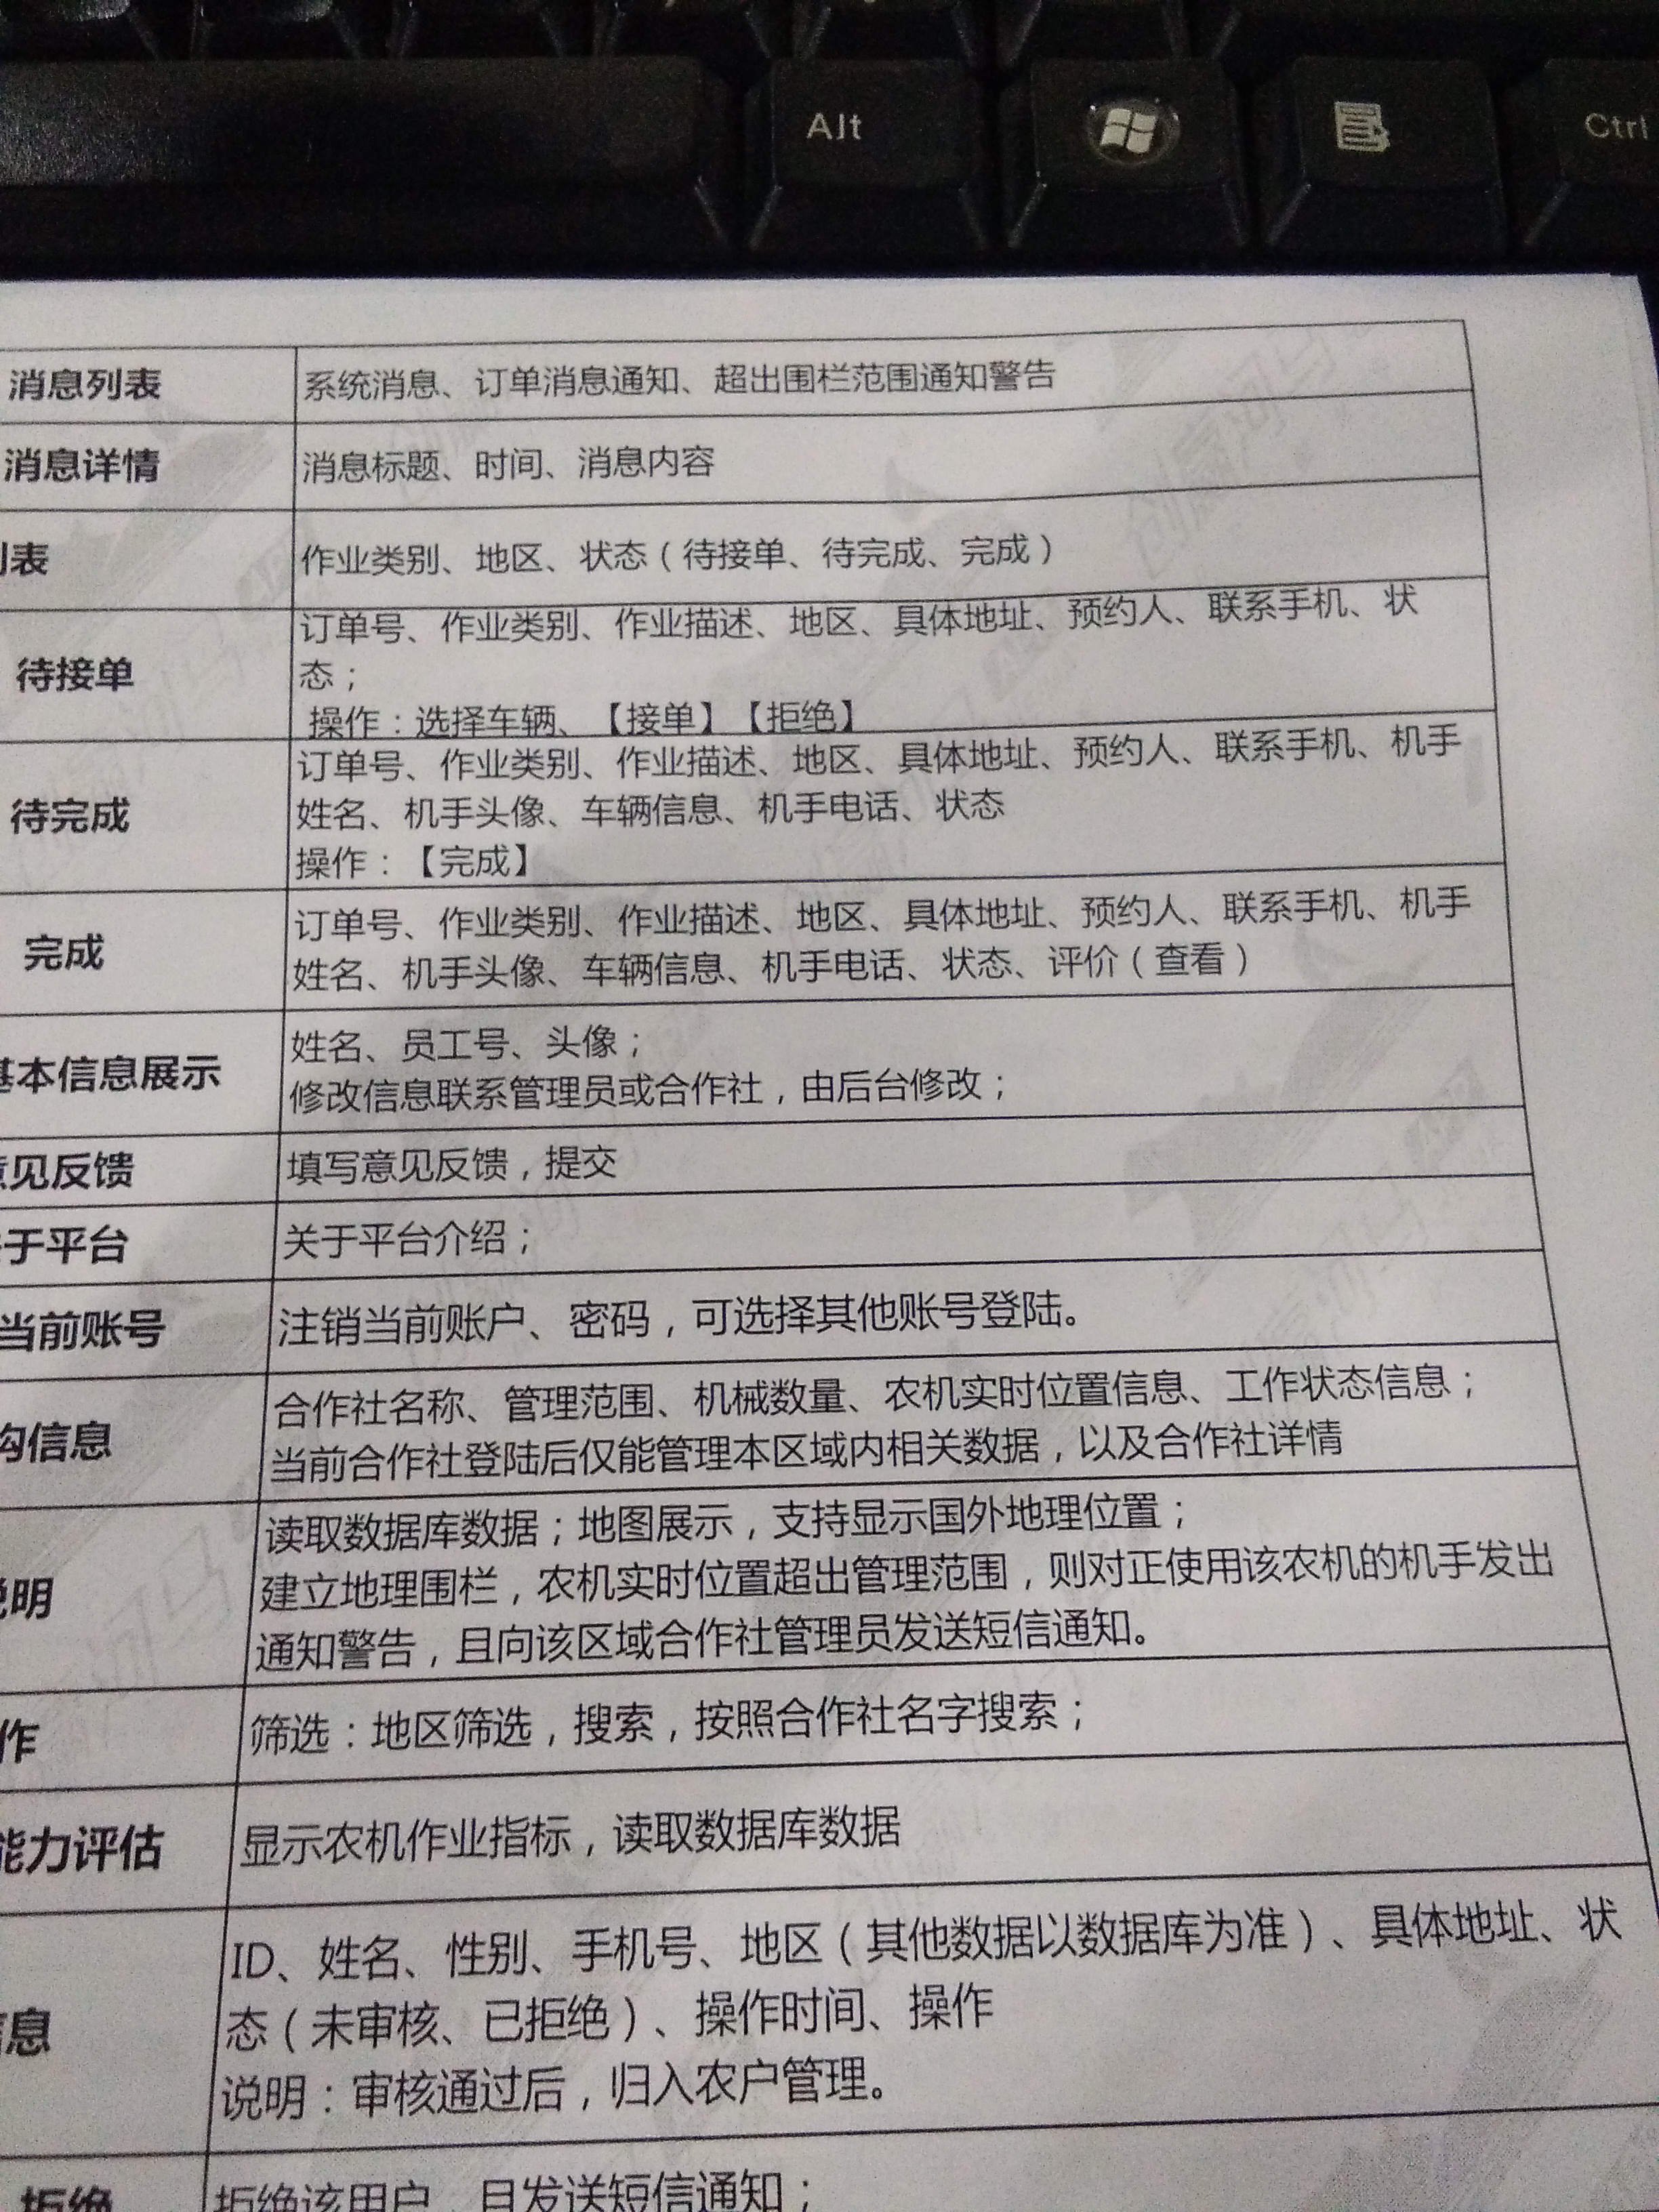 Alt
Ctrl
消息列表
系统消息、订单消息通知、超出围栏范围通知警告
消息详情
消息标题、时间、消息内容
列表
作业类别、地区、状态（待接单、待完成、完成）
待接单
订单号、作业类别、作业描述、地区、具体地址、预约人、联系手机、状
态；
操作：选择车辆、【接单】【拒绝】
待完成
订单号、作业类别、作业描述、地区、具体地址、预约人、联系手机、机手
姓名、机手头像、车辆信息、机手电话、状态
操作：【完成】
完成
订单号、作业类别、作业描述、地区、具体地址、预约人、联系手机、机手
姓名、机手头像、车辆信息、机手电话、状态、评价（查看）
基本信息展示
姓名、员工号、头像；
修改信息联系管理员或合作社，由后台修改；
意见反馈
填写意见反馈，提交
关于平台
关于平台介绍；
当前账号
注销当前账户、密码，可选择其他账号登陆。
构信息
合作社名称、管理范围、机械数量、农机实时位置信息、工作状态信息；
当前合作社登陆后仅能管理本区域内相关数据，以及合作社详情
说明
读取数据库数据；地图展示，支持显示国外地理位置；
建立地理围栏，农机实时位置超出管理范围，则对正使用该农机的机手发出
通知警告，且向该区域合作社管理员发送短信通知。
作
筛选：地区筛选，搜索，按照合作社名字搜索；
能力评估
显示农机作业指标，读取数据库数据
信息
ID、姓名、性别、手机号、地区（其他数据以数据库为准）、具体地址、状
态（未审核、已拒绝）、操作时间、操作
说明：审核通过后，归入农户管理。
拒绝
拒绝该用户，且发送短信通知；